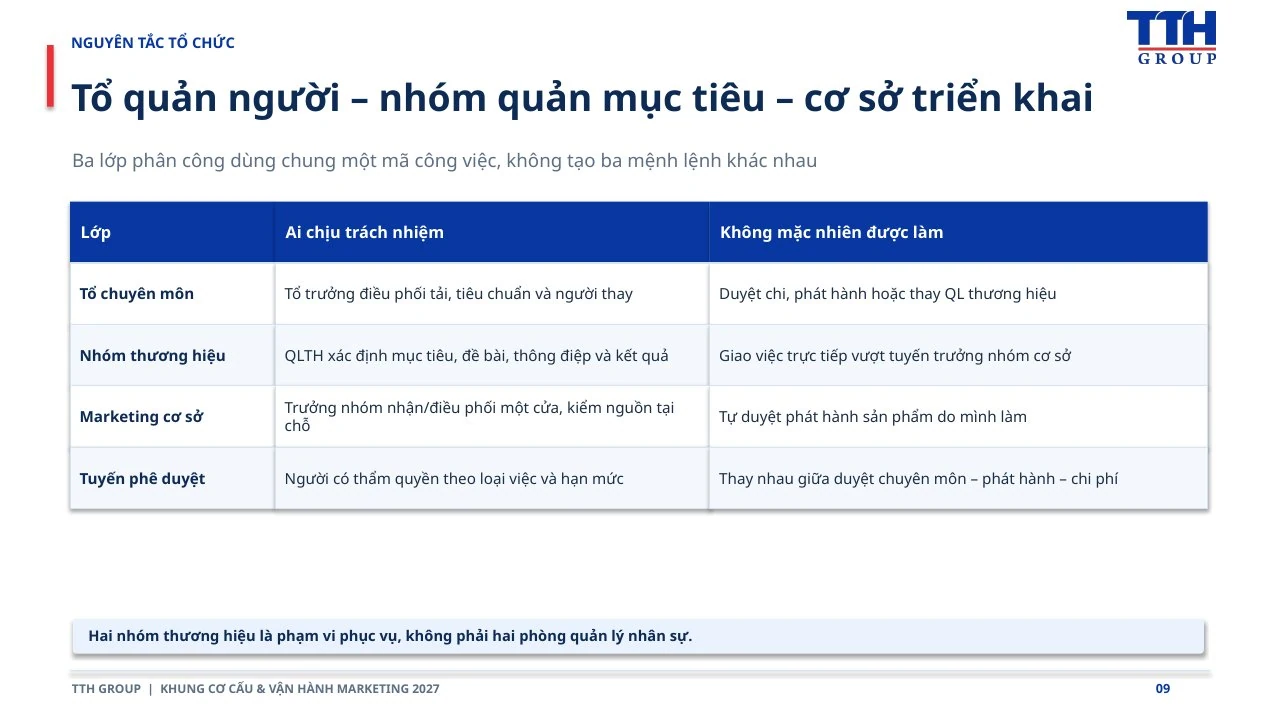 NGUYÊN TẮC TỔ CHỨC
TTH
GROUP
Tổ quản người – nhóm quản mục tiêu – cơ sở triển khai
Ba lớp phân công dùng chung một mã công việc, không tạo ba mệnh lệnh khác nhau
Lớp
Ai chịu trách nhiệm
Không mặc nhiên được làm
Tổ chuyên môn
Tổ trưởng điều phối tải, tiêu chuẩn và người thay
Duyệt chi, phát hành hoặc thay QL thương hiệu
Nhóm thương hiệu
QLTH xác định mục tiêu, đề bài, thông điệp và kết quả
Giao việc trực tiếp vượt tuyến trưởng nhóm cơ sở
Marketing cơ sở
Trưởng nhóm nhận/điều phối một cửa, kiểm nguồn tại
chỗ
Tự duyệt phát hành sản phẩm do mình làm
Tuyến phê duyệt
Người có thẩm quyền theo loại việc và hạn mức
Thay nhau giữa duyệt chuyên môn – phát hành – chi phí
Hai nhóm thương hiệu là phạm vi phục vụ, không phải hai phòng quản lý nhân sự.
TTH GROUP | KHUNG CƠ CẤU & VẬN HÀNH MARKETING 2027
09